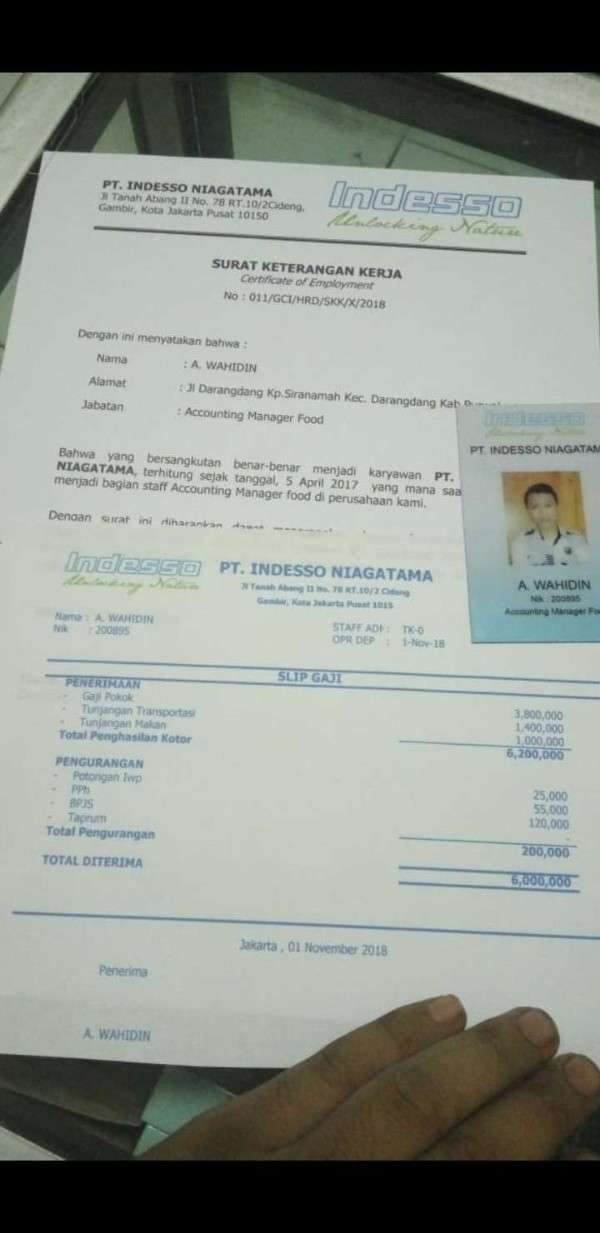 PT. INDESSO NIAGATAMA
Jl Tanah Abang II No. 78 RT.10/2Cideng,
Gambir, Kota Jakarta Pusat 10150
Indesso
Unlocking Nature
SURAT KETERANGAN KERJA
Certificate of Employment
No : 011/GCI/HRD/SKK/X/2018
Dengan ini menyatakan bahwa :
Nama : A. WAHIDIN
Alamat : Jl Darangdang Kp.Siranamah Kec. Darangdang Kab
Jabatan : Accounting Manager Food
Bahwa yang bersangkutan benar-benar menjadi karyawan PT.
NIAGATAMA, terhitung sejak tanggal, 5 April 2017 yang mana saa
menjadi bagian staff Accounting Manager food di perusahaan kami.
Dengan surat ini diharapkan dapat
Indesso
Unlocking Nature
PT. INDESSO NIAGATAM
A. WAHIDIN
Nik : 200895
Accounting Manager Foo
Indesso
Unlocking Nature
PT. INDESSO NIAGATAMA
Jl Tanah Abang II No. 78 RT.10/2 Cideng
Gambir, Kota Jakarta Pusat 1015
Nama : A. WAHIDIN
Nik : 200895
STAFF ADF : TK-0
OPR DEP : 1-Nov-18
SLIP GAJI
PENERIMAAN
- Gaji Pokok 3,800,000
- Tunjangan Transportasi 1,400,000
- Tunjangan Makan 1,000,000
Total Penghasilan Kotor 6,200,000
PENGURANGAN
- Potongan Iwp 25,000
- PPh 55,000
- BPJS 120,000
- Taprum -
Total Pengurangan 200,000
TOTAL DITERIMA 6,000,000
Jakarta , 01 November 2018
Penerima
A. WAHIDIN